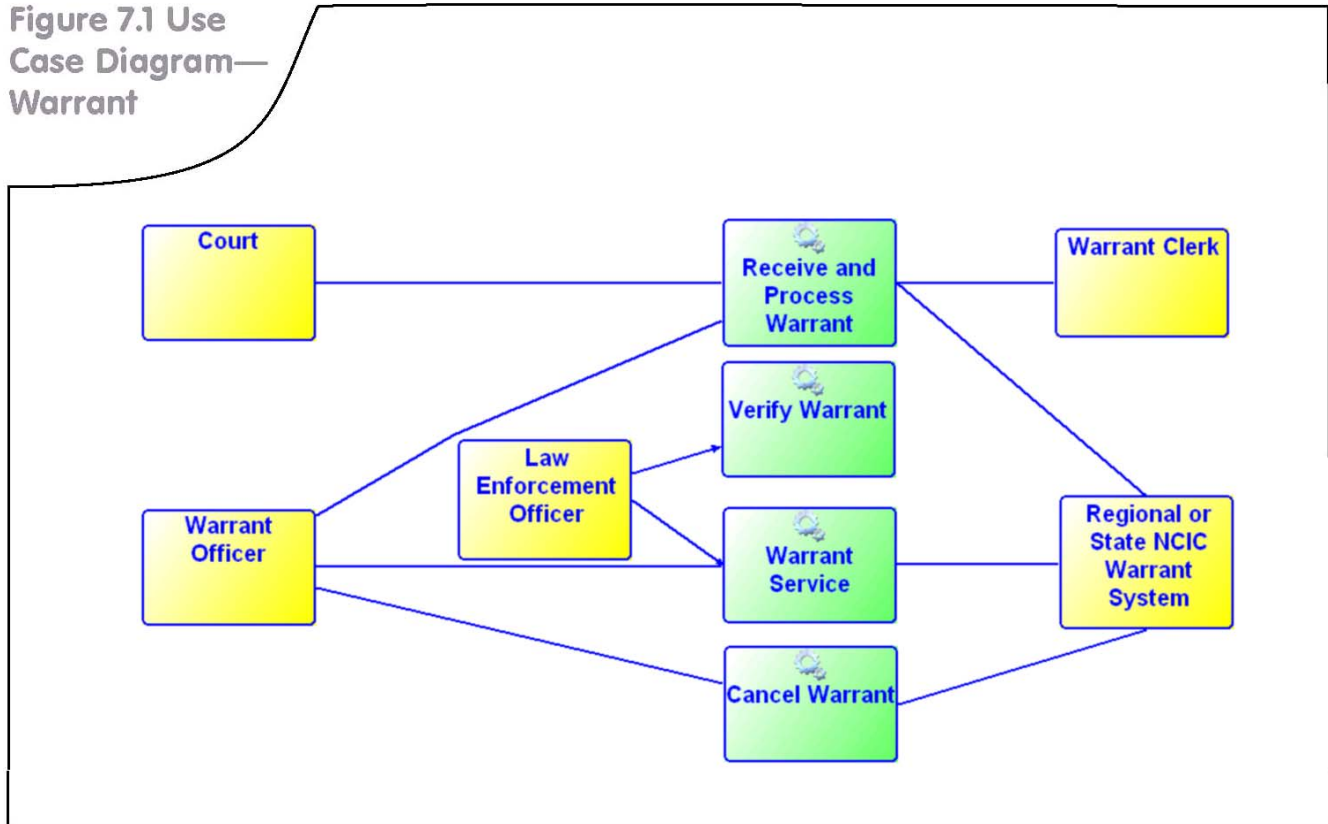 Figure 7.1 Use
Case Diagram—
Warrant
Court
Receive and
Process
Warrant
Warrant Clerk
Verify Warrant
Law
Enforcement
Officer
Warrant
Officer
Warrant
Service
Regional or
State NCIC
Warrant
System
Cancel Warrant